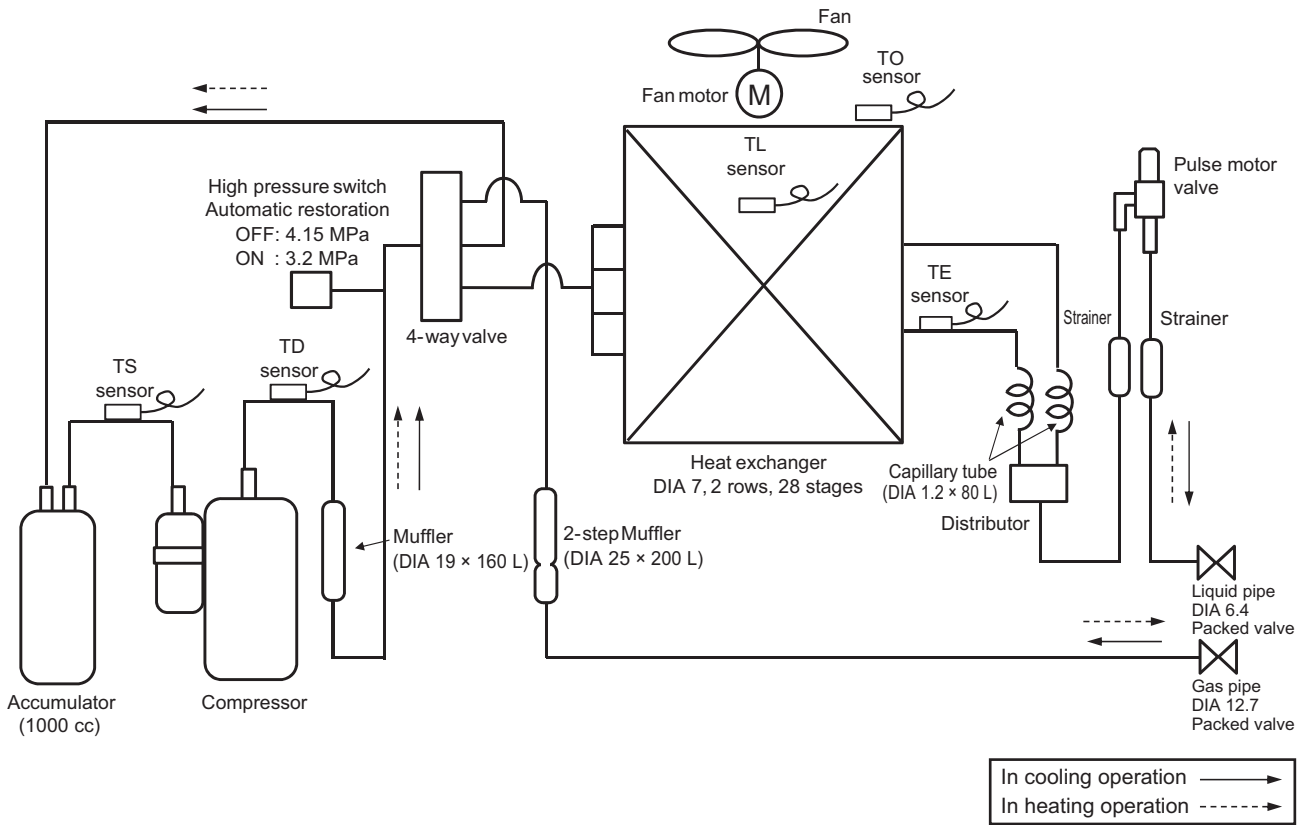 Fan
TO
sensor
Fan motor
M
TL
sensor
Pulse motor
valve
High pressure switch
Automatic restoration
OFF: 4.15 MPa
ON : 3.2 MPa
4-way valve
TE
sensor
Strainer
Strainer
TS
sensor
TD
sensor
Heat exchanger
DIA 7, 2 rows, 28 stages
Capillary tube
(DIA 1.2 × 80 L)
Distributor
Muffler
(DIA 19 × 160 L)
2-step Muffler
(DIA 25 × 200 L)
Liquid pipe
DIA 6.4
Packed valve
Gas pipe
DIA 12.7
Packed valve
Accumulator
(1000 cc)
Compressor
In cooling operation
In heating operation